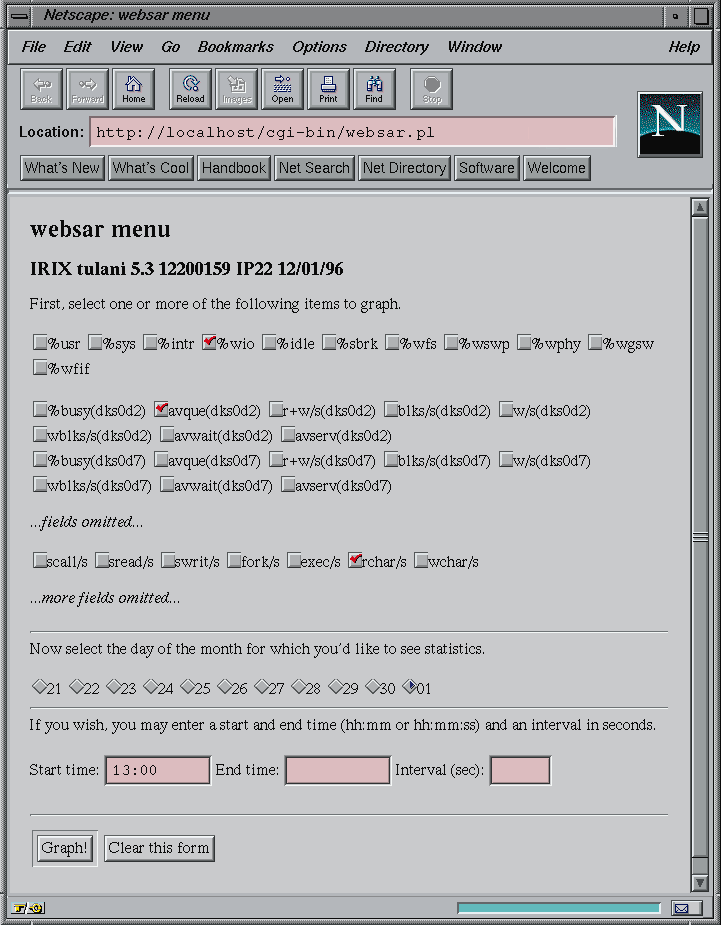 Netscape: websar menu
File Edit View Go Bookmarks Options Directory Window Help
Back Forward Home Reload Images Open Print Find Stop
Location: http://localhost/cgi-bin/websar.pl
N
What's New What's Cool Handbook Net Search Net Directory Software Welcome
websar menu
IRIX tulani 5.3 12200159 IP22 12/01/96
First, select one or more of the following items to graph.
%usr %sys %intr %wio %idle %sbrk %wfs %wswp %wphy %wgsw
%wfif
%busy(dks0d2) avque(dks0d2) r+w/s(dks0d2) blks/s(dks0d2) w/s(dks0d2)
wblks/s(dks0d2) avwait(dks0d2) avserv(dks0d2)
%busy(dks0d7) avque(dks0d7) r+w/s(dks0d7) blks/s(dks0d7) w/s(dks0d7)
wblks/s(dks0d7) avwait(dks0d7) avserv(dks0d7)
...fields omitted...
scall/s sread/s swrit/s fork/s exec/s rchar/s wchar/s
...more fields omitted...
Now select the day of the month for which you'd like to see statistics.
21 22 23 24 25 26 27 28 29 30 01
If you wish, you may enter a start and end time (hh:mm or hh:mm:ss) and an interval in seconds.
Start time: 13:00 End time: Interval (sec):
Graph! Clear this form